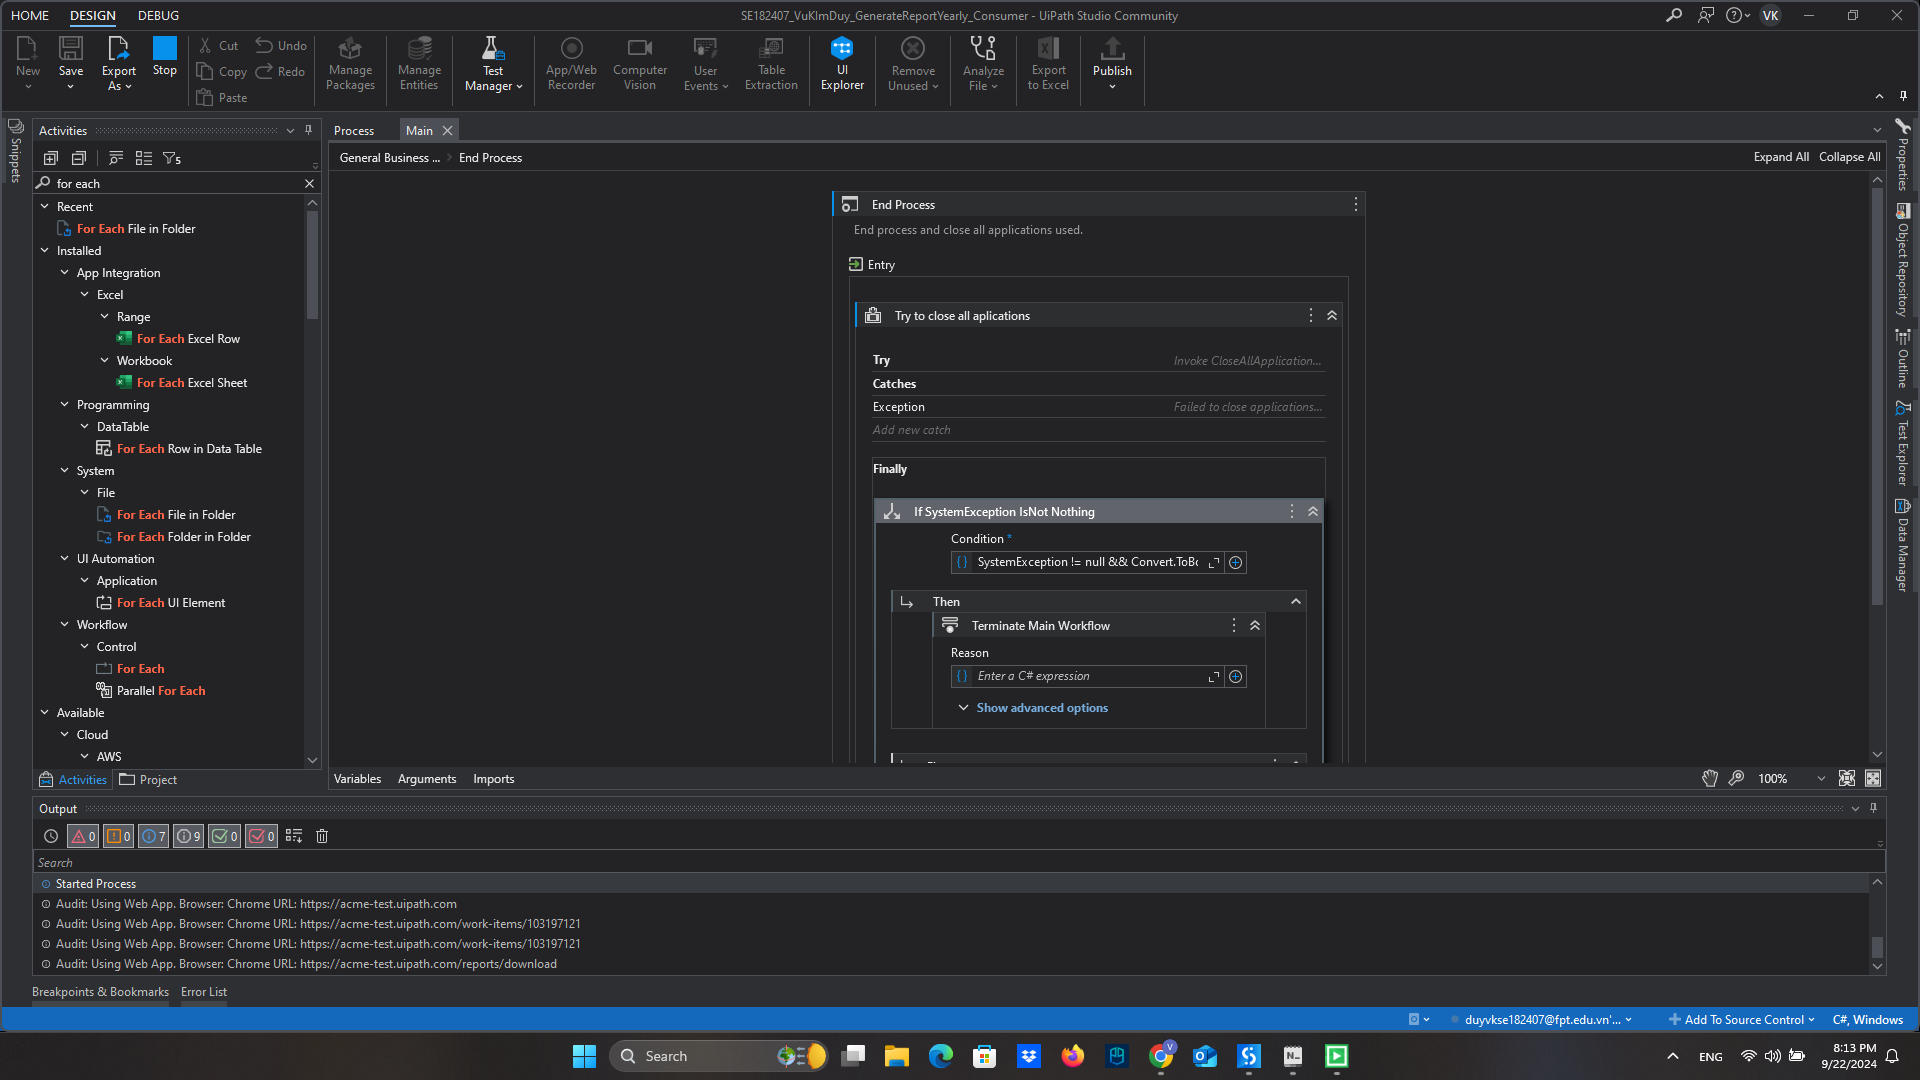 HOME DESIGN DEBUG
SE182407_VuKImDuy_GenerateReportYearly_Consumer - UiPath Studio Community
VK
New
Save
Export As
Stop
Cut
Copy
Paste
Undo
Redo
Manage Packages
Manage Entities
Test Manager
App/Web Recorder
Computer Vision
User Events
Table Extraction
UI Explorer
Remove Unused
Analyze File
Export to Excel
Publish
Snippets
Activities
5
for each
Recent
For Each File in Folder
Installed
App Integration
Excel
Range
For Each Excel Row
Workbook
For Each Excel Sheet
Programming
DataTable
For Each Row in Data Table
System
File
For Each File in Folder
For Each Folder in Folder
UI Automation
Application
For Each UI Element
Workflow
Control
For Each
Parallel For Each
Available
Cloud
AWS
Activities Project
Process Main
General Business ... End Process
Expand All Collapse All
End Process
End process and close all applications used.
Entry
Try to close all aplications
Try Invoke CloseAllApplication...
Catches
Exception Failed to close applications...
Add new catch
Finally
If SystemException IsNot Nothing
Condition *
SystemException != null && Convert.ToBo
Then
Terminate Main Workflow
Reason
Enter a C# expression
Show advanced options
Variables Arguments Imports
100%
Properties
Object Repository
Outline
Test Explorer
Data Manager
Output
0 0 7 9 0 0
Search
Started Process
Audit: Using Web App. Browser: Chrome URL: https://acme-test.uipath.com
Audit: Using Web App. Browser: Chrome URL: https://acme-test.uipath.com/work-items/103197121
Audit: Using Web App. Browser: Chrome URL: https://acme-test.uipath.com/work-items/103197121
Audit: Using Web App. Browser: Chrome URL: https://acme-test.uipath.com/reports/download
Breakpoints & Bookmarks Error List
duyvkse182407@fpt.edu.vn'... Add To Source Control C#, Windows
Search
V
ENG
8:13 PM
9/22/2024